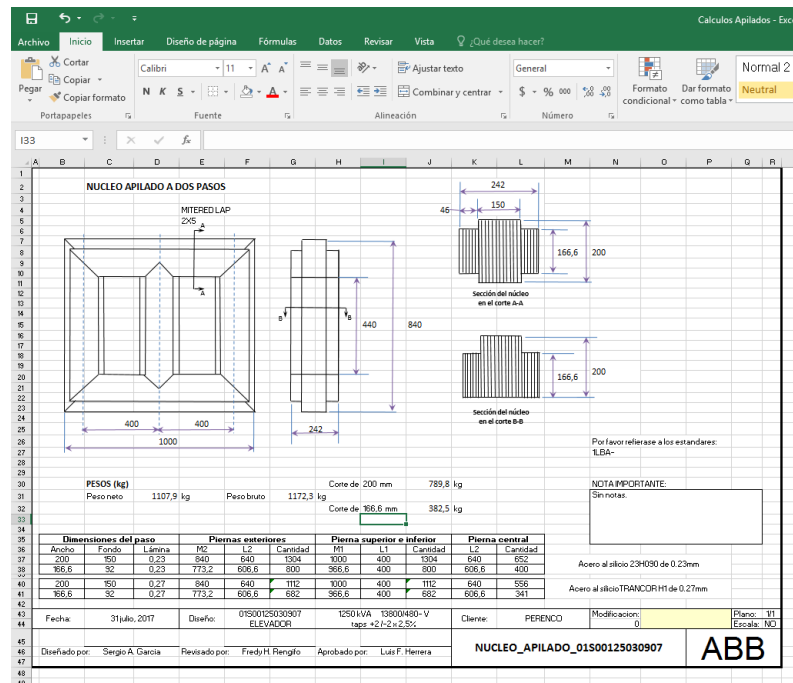 Calculos Apilados - Exc
Archivo Inicio Insertar Diseño de página Fórmulas Datos Revisar Vista ¿Qué desea hacer?
Cortar
Copiar
Copiar formato
Pegar
Portapapeles
Calibri 11
N K S
Fuente
Ajustar texto
Combinar y centrar
Alineación
General
$ % 000
Número
Formato condicional
Dar formato como tabla
Normal 2
Neutral
I33
fx
A B C D E F G H I J K L M N O P Q R
NUCLEO APILADO A DOS PASOS
MITERED LAP
2X5
A
A
B
B
440
840
400
400
1000
242
242
150
46
166,6
200
Sección del núcleo
en el corte A-A
166,6
200
Sección del núcleo
en el corte B-B
Por favor refierase a los estandares:
1LBA-
PESOS (kg) Corte de 200 mm 789,8 kg
Peso neto 1107,9 kg Peso bruto 1172,3 kg
Corte de 166,6 mm 382,5 kg
NOTA IMPORTANTE:
Sin notas.
Dimensiones del paso Piernas exteriores Pierna superior e inferior Pierna central
Ancho Fondo Lámina M2 L2 Cantidad M1 L1 Cantidad L2 Cantidad
200 150 0,23 840 640 1304 1000 400 1304 640 652
166,6 92 0,23 773,2 606,6 800 966,6 400 800 606,6 400
Acero al silicio 23H090 de 0.23mm
200 150 0,27 840 640 1112 1000 400 1112 640 556
166,6 92 0,27 773,2 606,6 682 966,6 400 682 606,6 341
Acero al silicio TRANCOR H1 de 0.27mm
Fecha: 31 julio, 2017 Diseño: 01S00125030907 1250 kVA 13800/480- V Cliente: PERENCO Modificacion: Plano: 1/1
ELEVADOR taps +2 /-2 x 2,5% 0 Escala: NO
Diseñado por: Sergio A. Garcia Revisado por: Fredy H. Rengifo Aprobado por: Luis F. Herrera NUCLEO_APILADO_01S00125030907 ABB